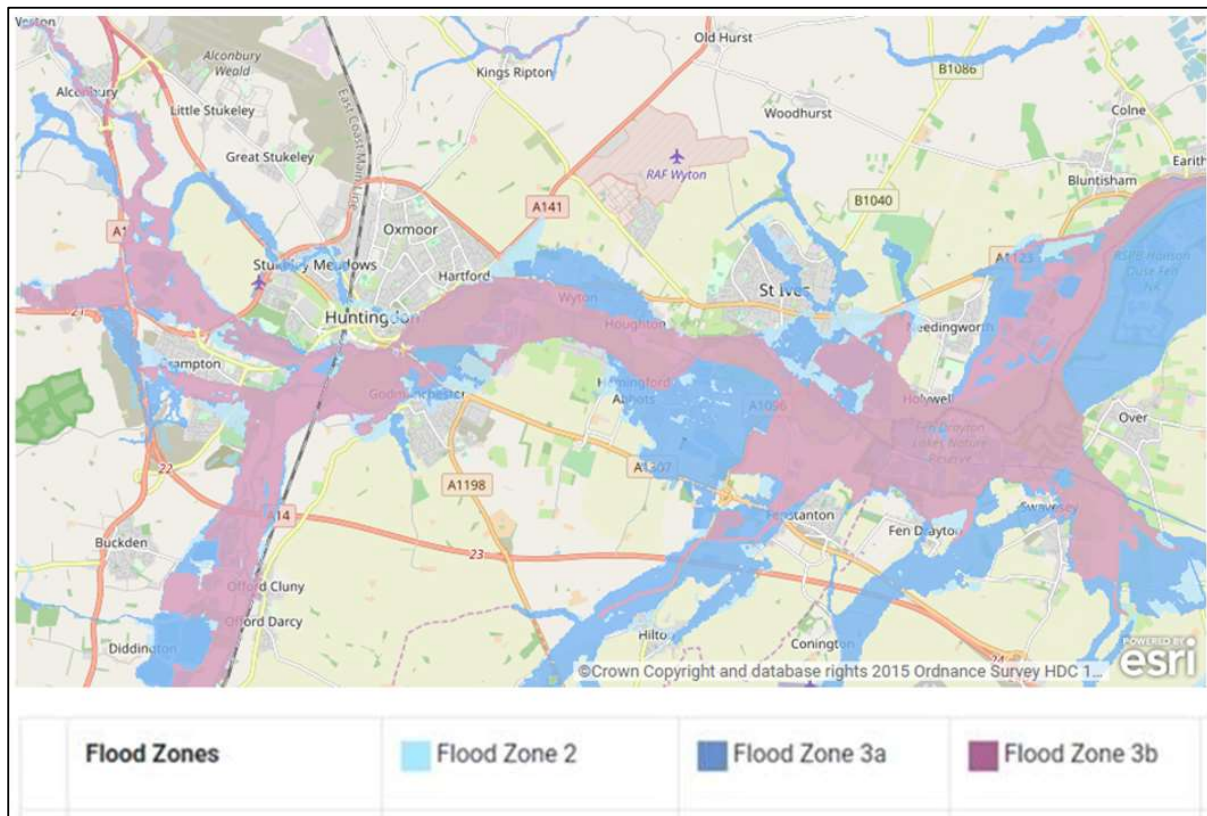 Old Hurst
Alconbury
Weald
Kings Ripton
B1086
Alconbury
Little Stukeley
Woodhurst
Colne
East Coast Main Line
Great Stukeley
Earith
RAF Wyton
Bluntisham
Oxmoor
A141
B1040
Hartford
Wyton
St Ives
A1123
Huntingdon
Houghton
Needingworth
Godmanchester
Hemingford
Abbots
A1096
Holywell
Fen Drayton
Lakes Nature
Reserve
Over
22
A1198
A1307
A14
Fenstanton
Fen Drayton
Swavesey
Buckden
23
Offord Cluny
Offord Darcy
Diddington
Hilton
Conington
24
POWERED BY
esri
©Crown Copyright and database rights 2015 Ordnance Survey HDC 1...
Flood Zones
Flood Zone 2
Flood Zone 3a
Flood Zone 3b